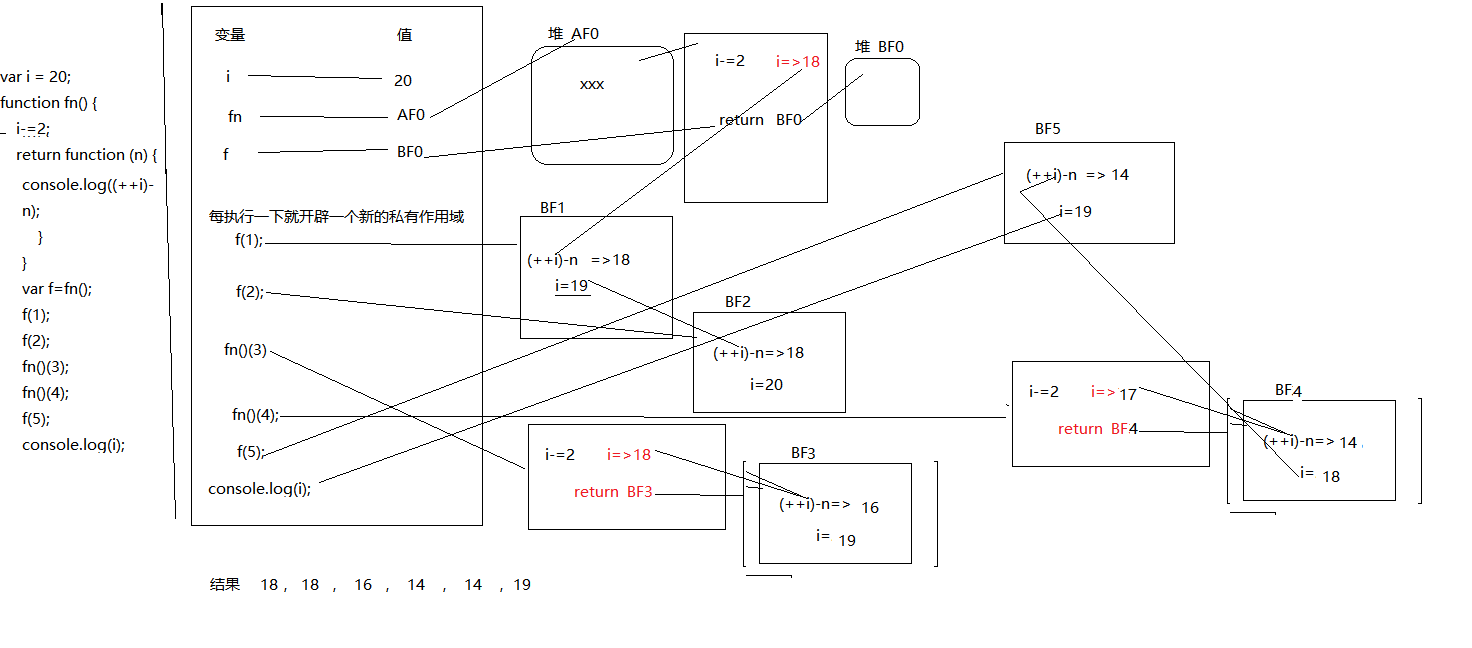 var i = 20;
function fn() {
i-=2;
return function (n) {
console.log((++i)-
n);
}
}
var f=fn();
f(1);
f(2);
fn()(3);
fn()(4);
f(5);
console.log(i);
变量 值
i 20
fn AF0
f BF0
每执行一下就开辟一个新的私有作用域
f(1);
f(2);
fn()(3)
fn()(4);
f(5);
console.log(i);
堆 AF0
xxx
i-=2 i=>18
return BF0
堆 BF0
BF1
(++i)-n =>18
i=19
BF2
(++i)-n=>18
i=20
i-=2 i=>18
return BF3
BF3
(++i)-n=> 16
i= 19
BF5
(++i)-n => 14
i=19
i-=2 i=> 17
return BF4
BF4
(++i)-n=> 14
i= 18
结果 18 , 18 , 16 , 14 , 14 , 19